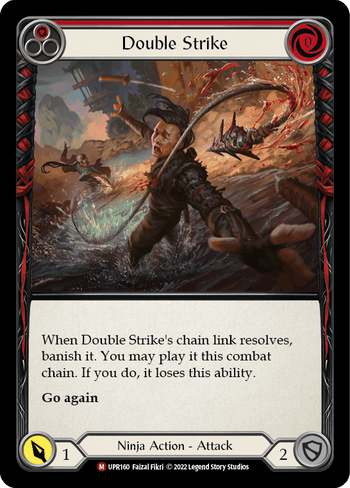 Double Strike
When Double Strike's chain link resolves,
banish it. You may play it this combat
chain. If you do, it loses this ability.
Go again
1
Ninja Action - Attack
2
M UPR160 Faizal Fikri © 2022 Legend Story Studios